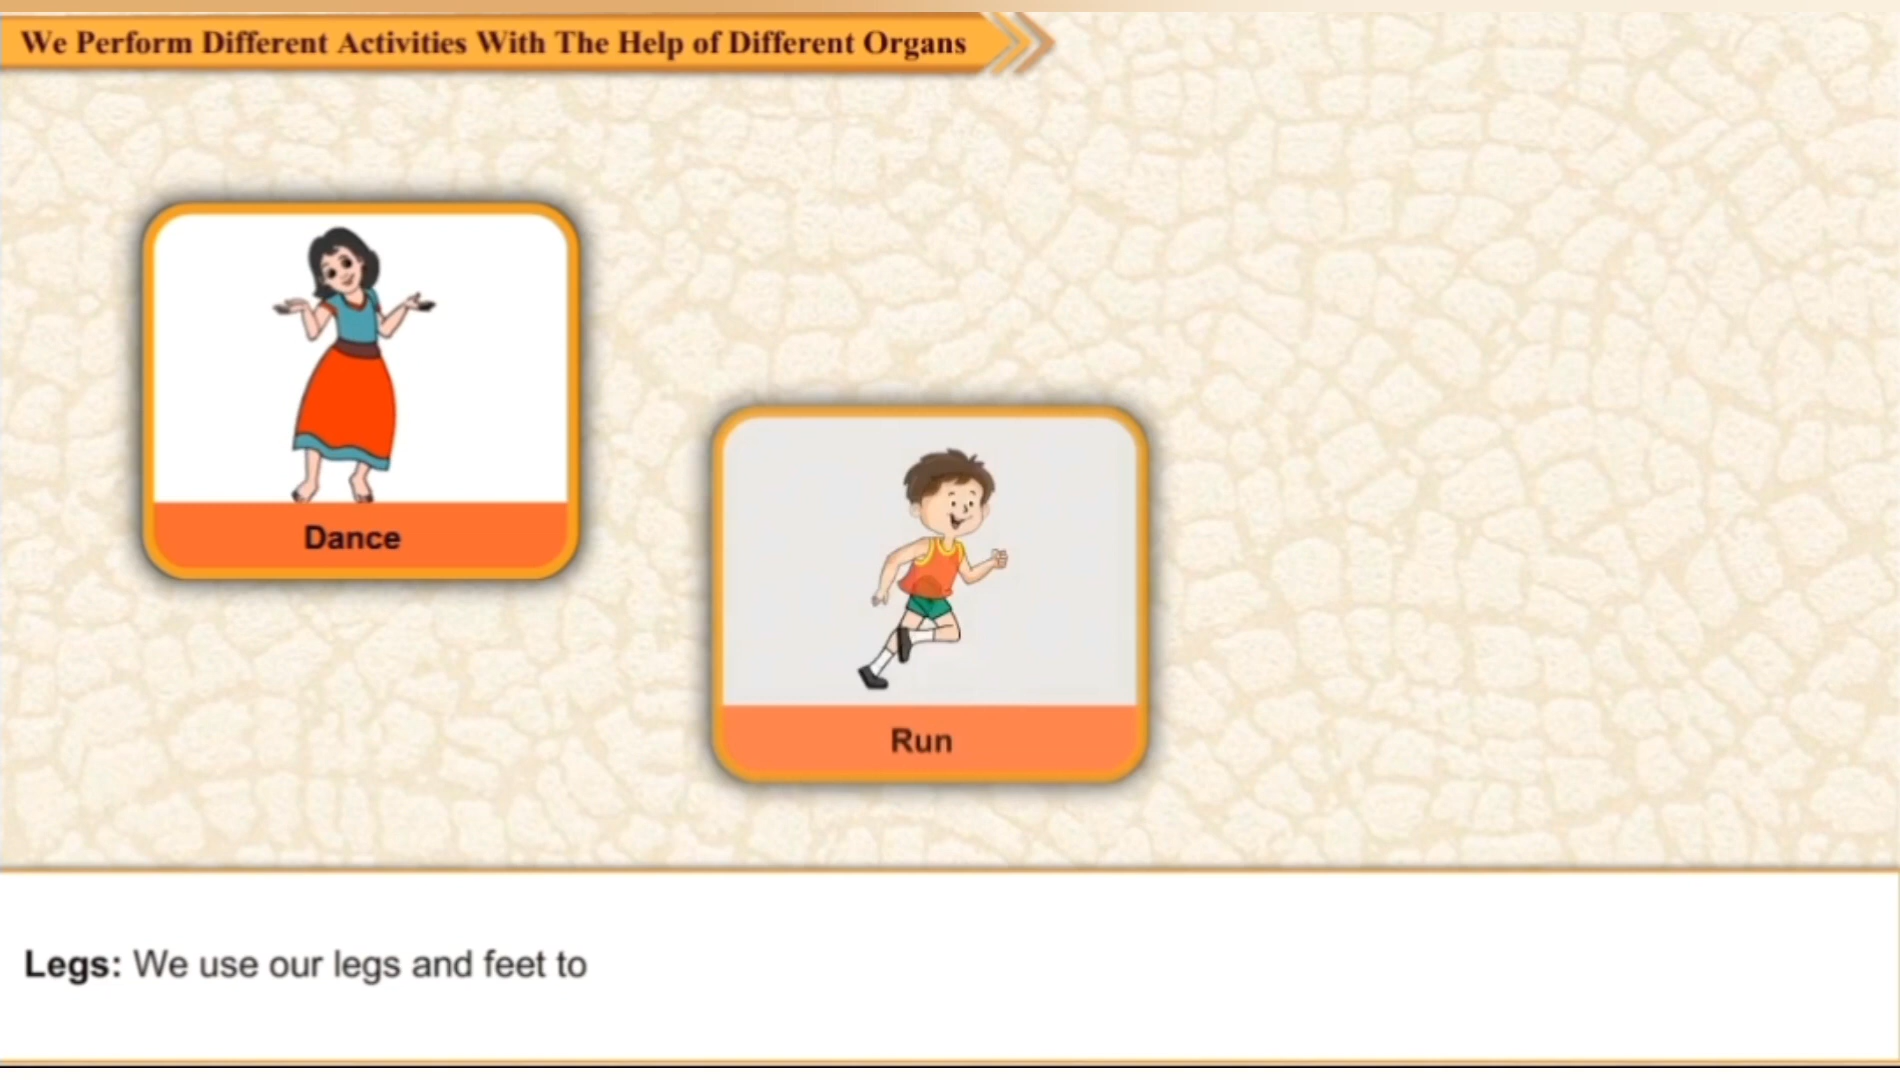 We Perform Different Activities With The Help of Different Organs
Dance
Run
Legs: We use our legs and feet to